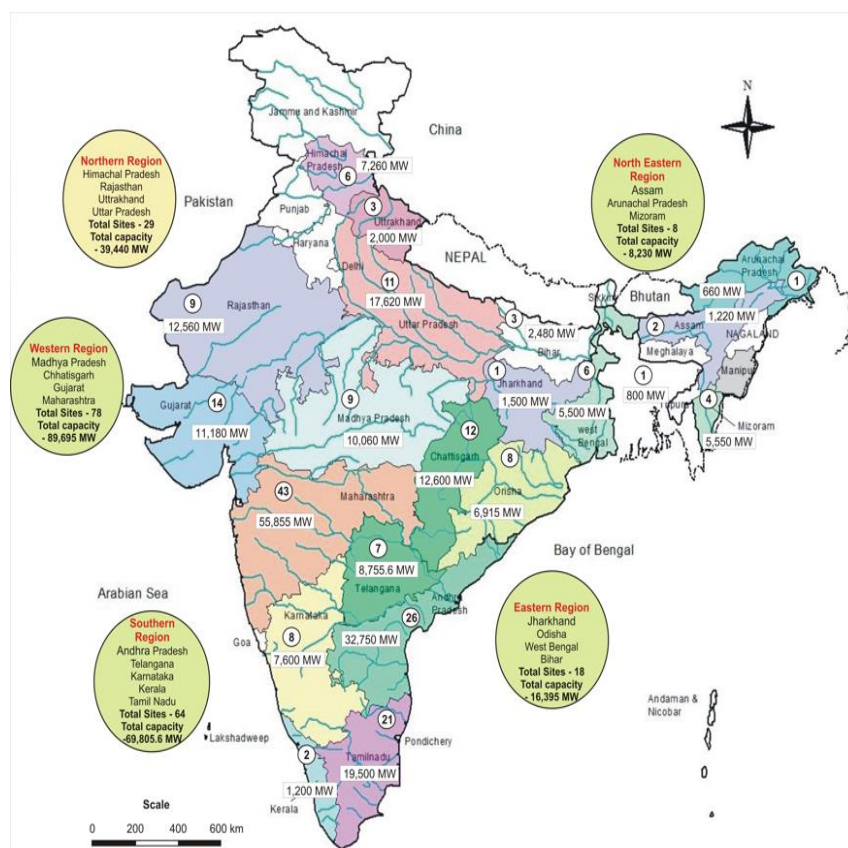 N
Jammu and Kashmir
China
Northern Region
Himachal Pradesh
Rajasthan
Uttrakhand
Uttar Pradesh
Total Sites - 29
Total capacity
- 39,440 MW
Pakistan
Himachal
Pradesh
7,260 MW
6
Punjab
3
Uttrakhand
2,000 MW
Haryana
Delhi
NEPAL
North Eastern
Region
Assam
Arunachal Pradesh
Mizoram
Total Sites - 8
Total capacity
- 8,230 MW
Arunachal
Pradesh
1
660 MW
1,220 MW
Bhutan
Sikkim
2
Assam
NAGALAND
Meghalaya
Manipur
1
800 MW
4
Mizoram
5,550 MW
9
Rajasthan
12,560 MW
11
17,620 MW
Uttar Pradesh
3
2,480 MW
Bihar
Western Region
Madhya Pradesh
Chhatisgarh
Gujarat
Maharashtra
Total Sites - 78
Total capacity
- 89,695 MW
Gujarat
14
11,180 MW
9
Madhya Pradesh
10,060 MW
1
Jharkhand
1,500 MW
6
5,500 MW
west
Bengal
12
Chattisgarh
12,600 MW
8
Orisha
6,915 MW
43
Maharashtra
55,855 MW
7
8,755.6 MW
Telangana
Bay of Bengal
Arabian Sea
Andhra
Pradesh
26
32,750 MW
Karnataka
8
7,600 MW
Goa
Southern
Region
Andhra Pradesh
Telangana
Karnataka
Kerala
Tamil Nadu
Total Sites - 64
Total capacity
-69,805.6 MW
Eastern Region
Jharkhand
Odisha
West Bengal
Bihar
Total Sites - 18
Total capacity
- 16,395 MW
Andaman &
Nicobar
Lakshadweep
21
Pondichery
Tamilnadu
19,500 MW
2
1,200 MW
Kerala
Scale
0 200 400 600 km